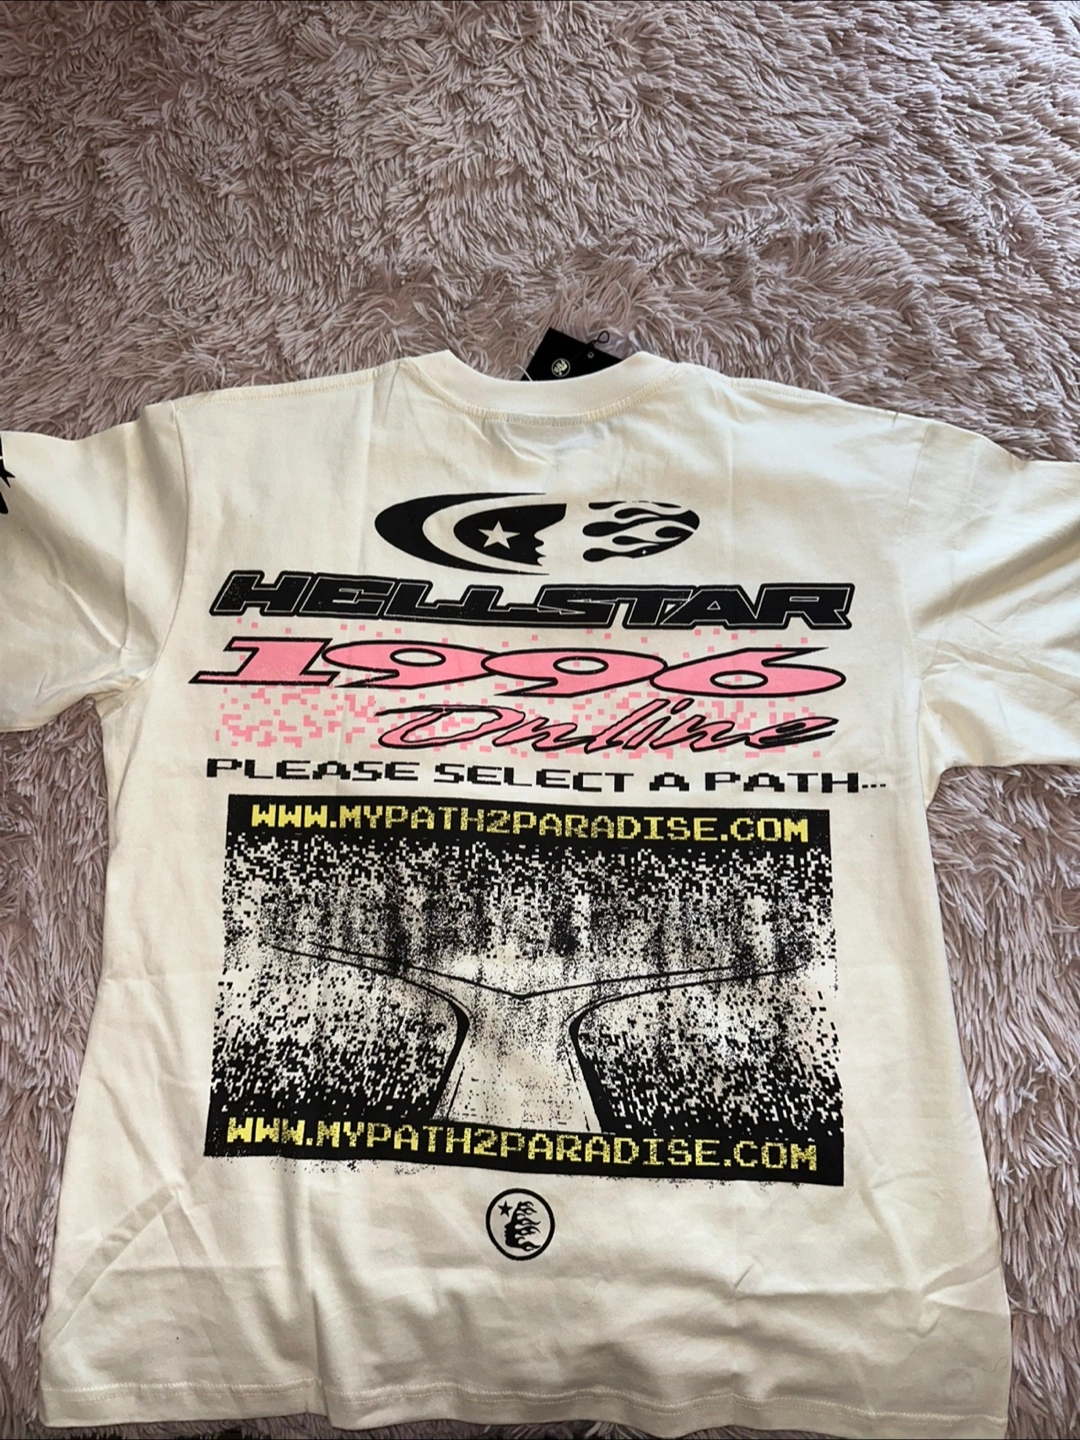 HELLSTAR
1996
Online
PLEASE SELECT A PATH...
WWW.MYPATH2PARADISE.COM
WWW.MYPATH2PARADISE.COM